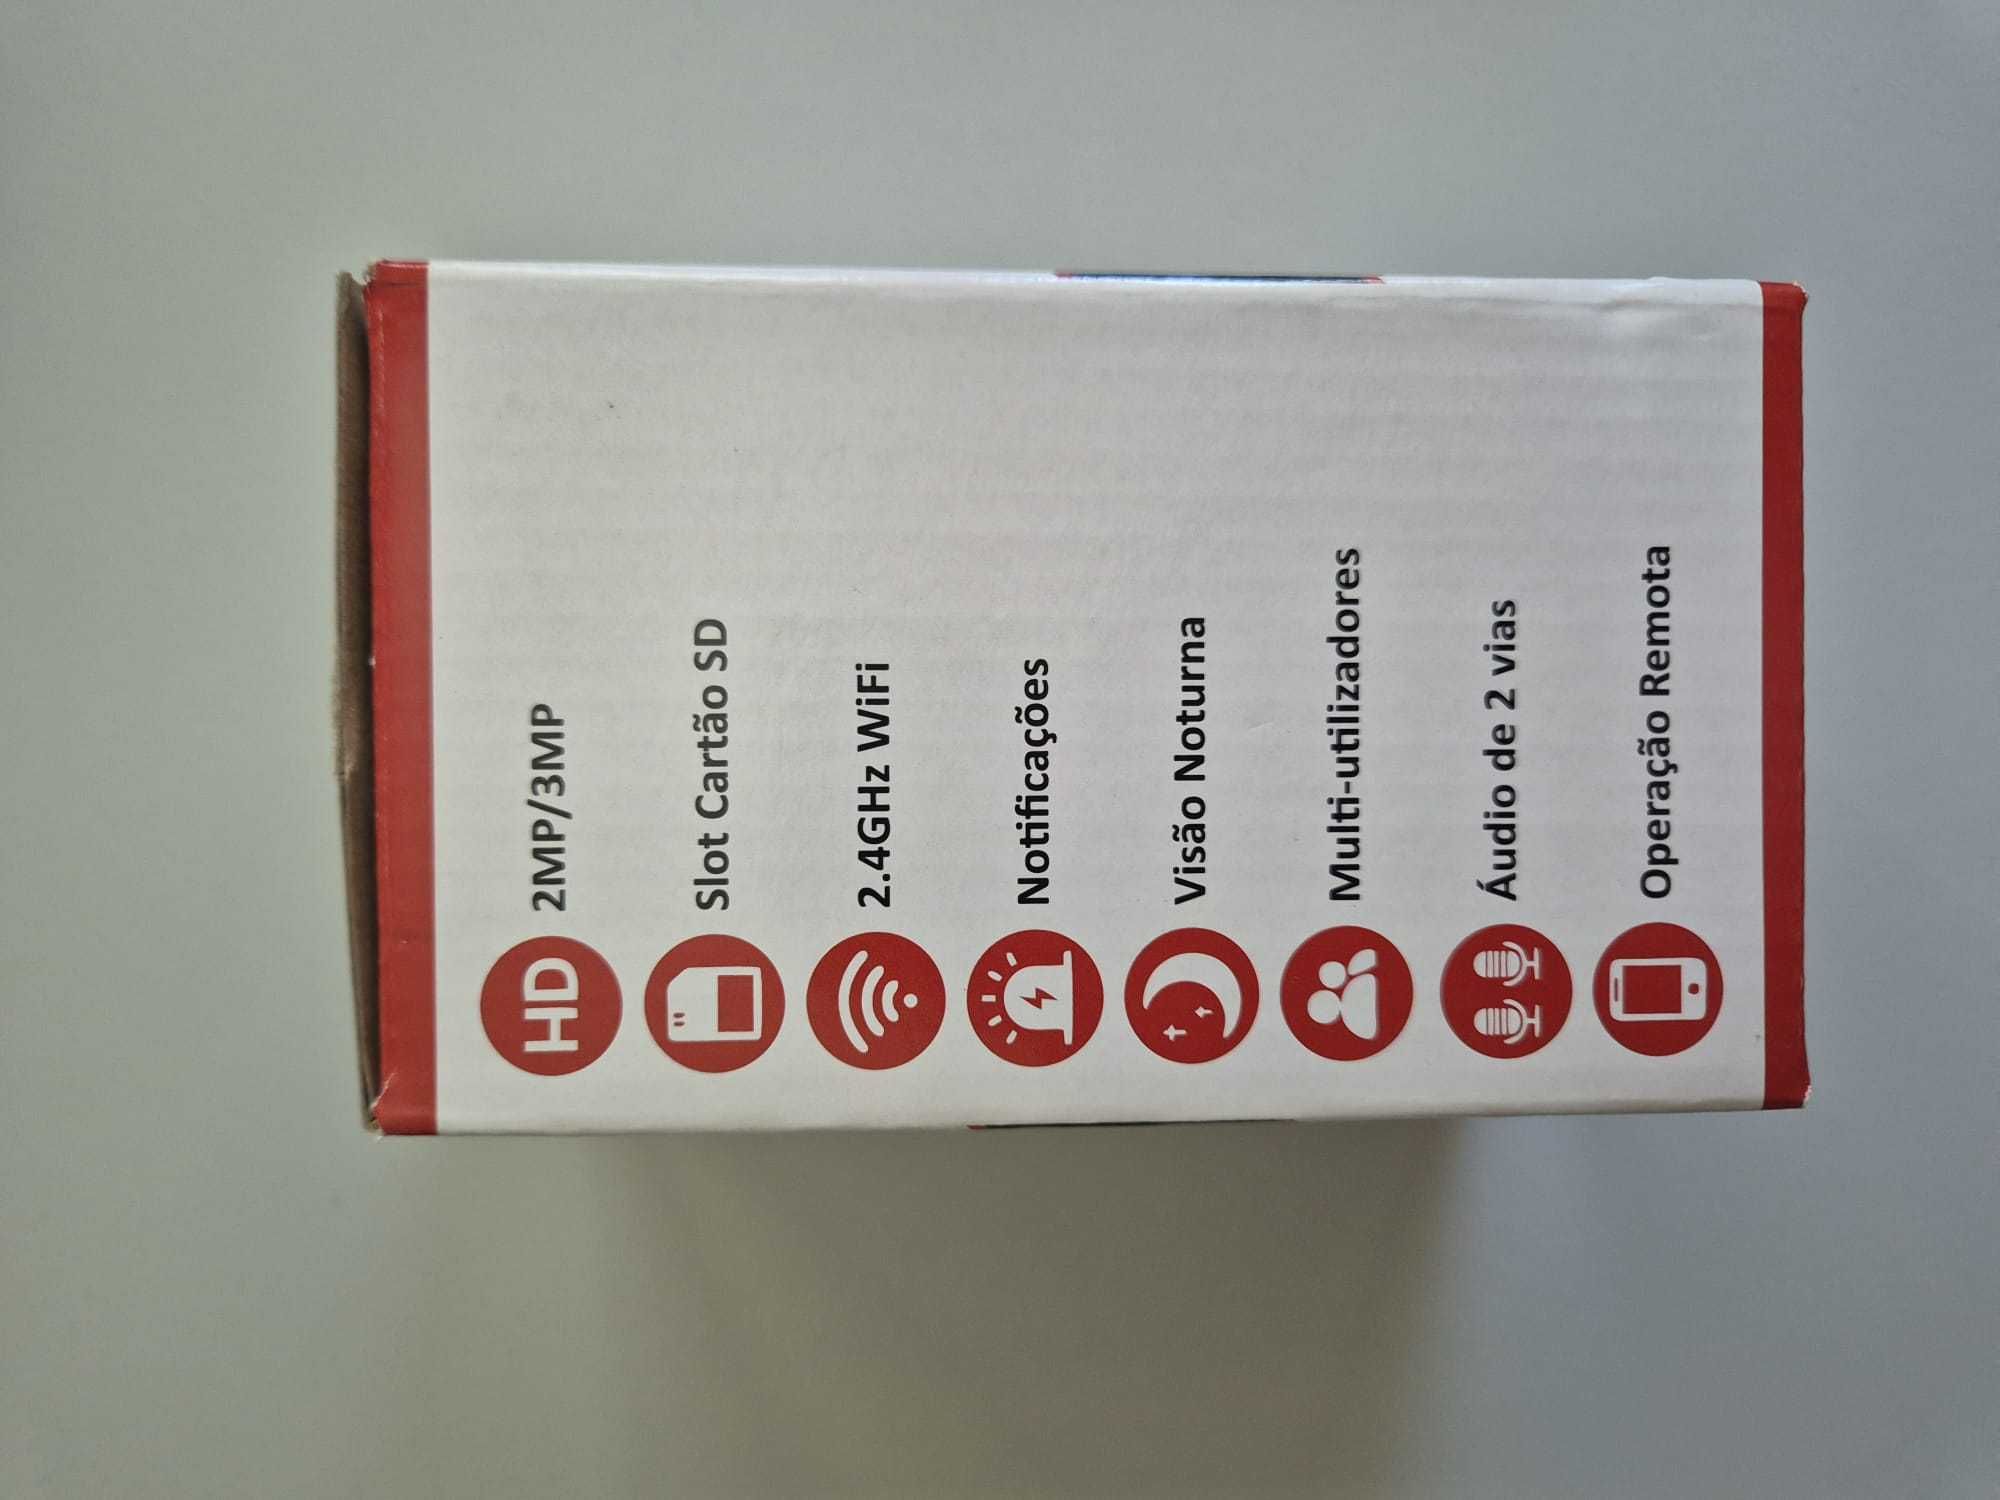 HD 2MP/3MP
Slot Cartão SD
2.4GHz WiFi
Notificações
Visão Noturna
Multi-utilizadores
Áudio de 2 vias
Operação Remota